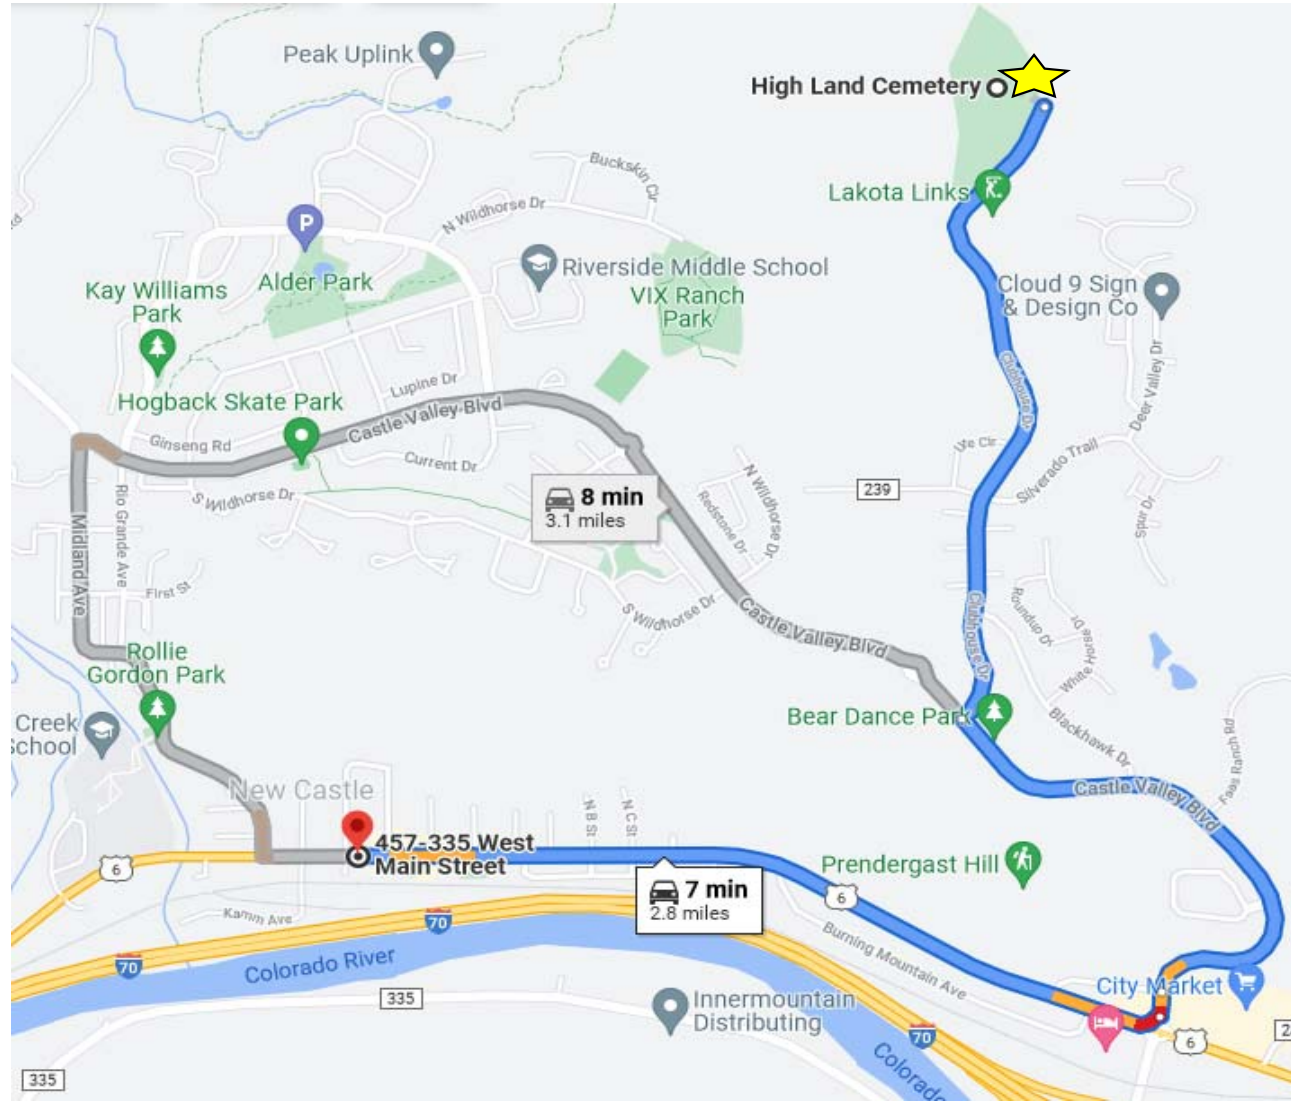 Peak Uplink
High Land Cemetery
Buckskin Cir
Lakota Links
N Wildhorse Dr
P
Riverside Middle School
Alder Park
Kay Williams
Park
VIX Ranch
Park
Cloud 9 Sign
& Design Co
Clubhouse Dr
Deer Valley Dr
Lupine Dr
Hogback Skate Park
Castle Valley Blvd
Ginseng Rd
Current Dr
Silverado Trail
S Wildhorse Dr
N Wildhorse Dr
Redstone Dr
239
8 min
3.1 miles
Spur Dr
Midland Ave
Rio Grande Ave
First St
Clubhouse Dr
Roundup Dr
White Horse Dr
S Wildhorse Dr
Castle Valley Blvd
Rollie
Gordon Park
Creek
School
Bear Dance Park
Blackhawk Dr
Faas Ranch Rd
New Castle
Castle Valley Blvd
N B St
N C St
457-335 West
Main Street
6
Prendergast Hill
7 min
2.8 miles
6
Kamm Ave
70
70
Colorado River
Burning Mountain Ave
335
Innermountain
Distributing
City Market
70
6
Colorado
335